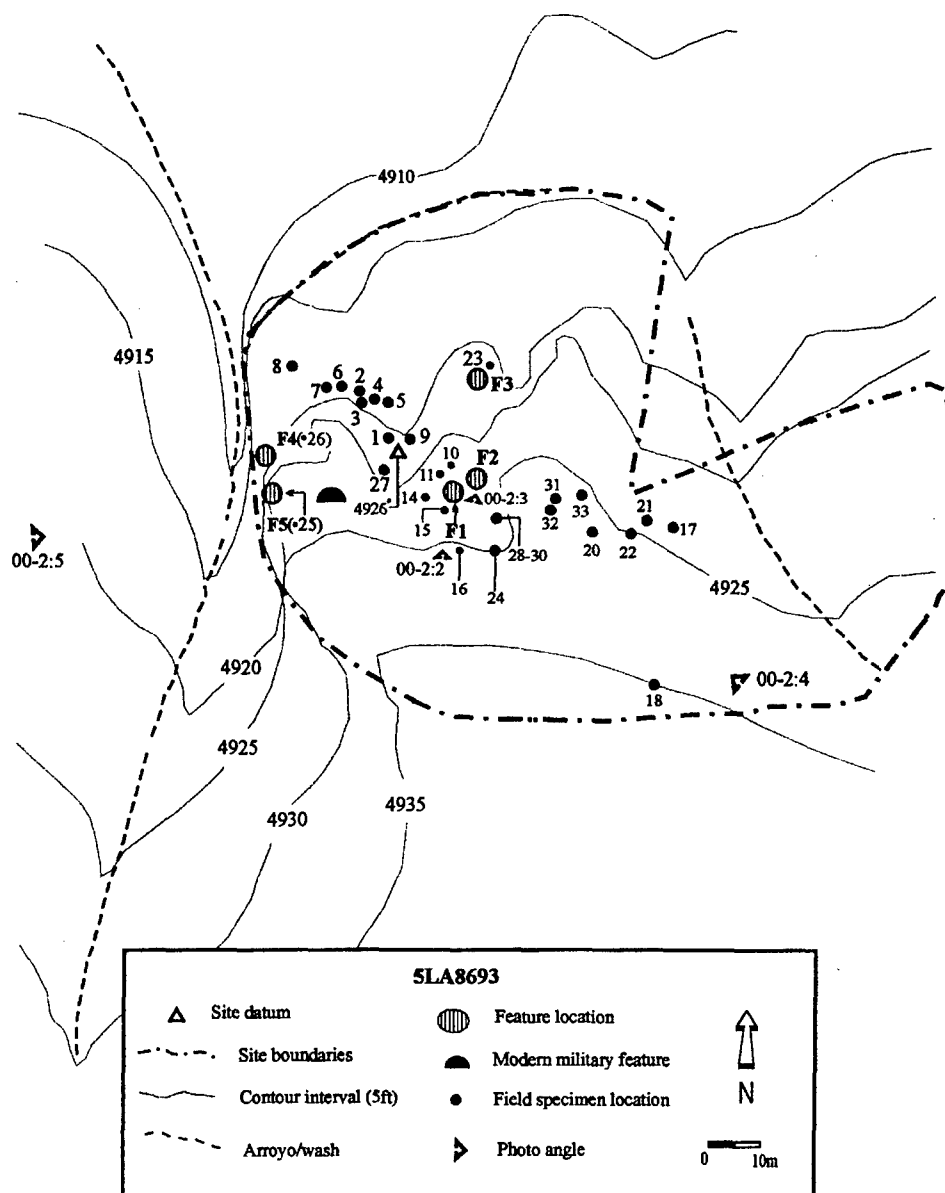 4910
4915
8
7
6
2
4
3
5
23
F3
1
9
F4(•26)
27
10
11
F2
4926
14
00-2:3
15
F1
F5(•25)
31
33
32
21
17
20
22
28-30
00-2:5
00-2:2
16
24
4925
4920
18
00-2:4
4925
4930
4935
5LA8693
Site datum
Feature location
Site boundaries
Modern military feature
Contour interval (5ft)
Field specimen location
N
Arroyo/wash
Photo angle
0 10m